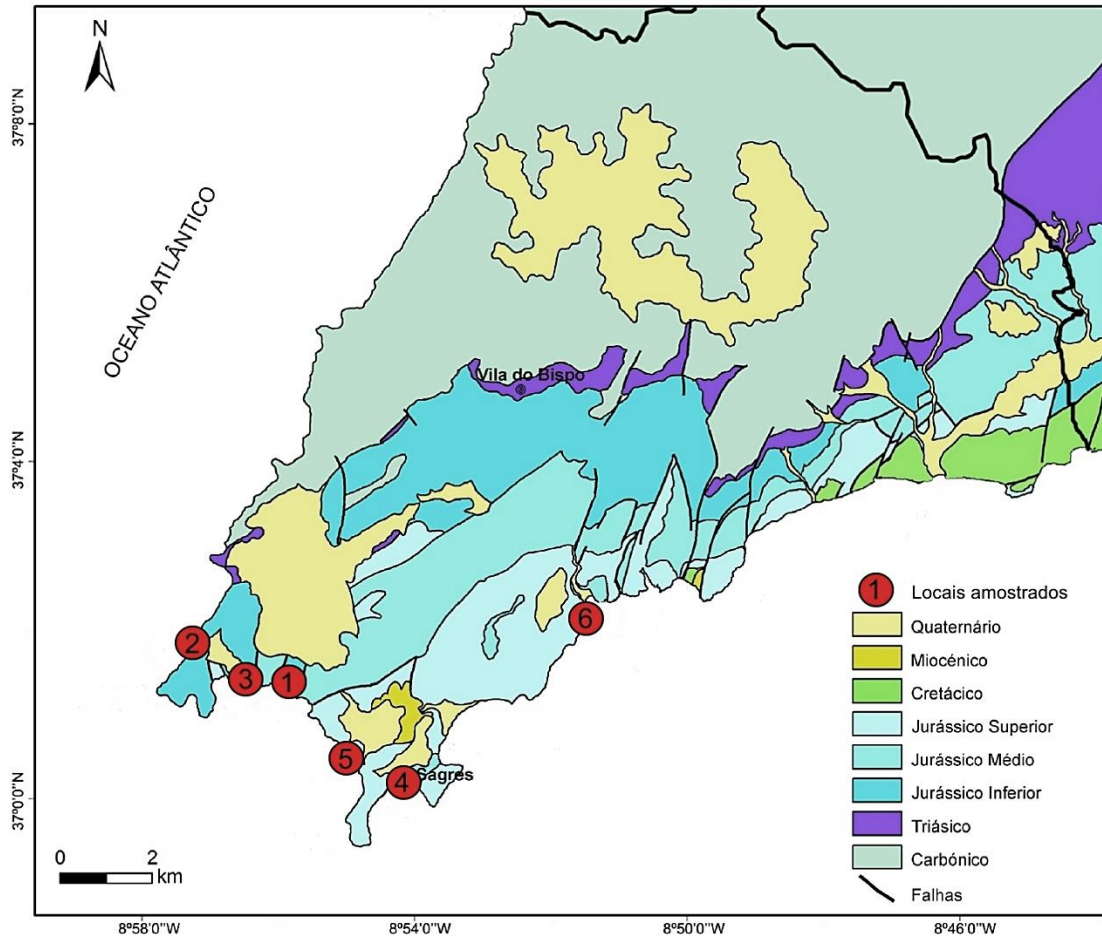 N
37°8'0"N
OCEANO ATLÂNTICO
Vila do Bispo
37°4'0"N
2
3
1
6
5
4
Sagres
37°0'0"N
1 Locais amostrados
Quaternário
Miocénico
Cretácico
Jurássico Superior
Jurássico Médio
Jurássico Inferior
Triásico
Carbónico
Falhas
0 2
km
8°58'0"W 8°54'0"W 8°50'0"W 8°46'0"W